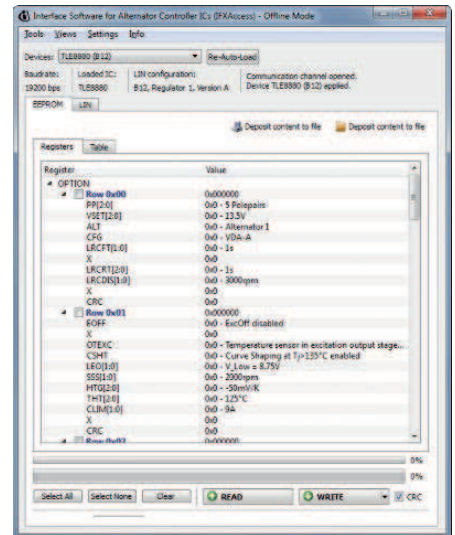 Interface Software for Alternator Controller ICs (IFXAccess) - Offline Mode
Tools Views Settings Info
Devices: TLE8880 (B12) Re-Auto-Load
Baudrate: Loaded IC: LIN configuration: Communication channel opened.
19200 bps TLE8880 B12, Regulator 1, Version A Device TLE8880 (B12) applied.
EEPROM LIN
Deposit content to file Deposit content to file
Registers Table
Register Value
OPTION
Row 0x00 0x000000
PP[2:0] 0x0 - 5 Polepairs
VSET[2:0] 0x0 - 13.5V
ALT 0x0 - Alternator 1
CFG 0x0 - VDA-A
LRCFT[1:0] 0x0 - 1s
X 0x0
LRCRT[2:0] 0x0 - 1s
LRCDIS[1:0] 0x0 - 3000rpm
X 0x0
CRC 0x0
Row 0x01 0x000000
EOFF 0x0 - ExcOff disabled
X 0x0
OTEXC 0x0 - Temperature sensor in excitation output stage...
CSHT 0x0 - Curve Shaping at Tj>135°C enabled
LEO[1:0] 0x0 - V_Low = 8.75V
SSS[1:0] 0x0 - 2000rpm
HTG[2:0] 0x0 - -50mV/K
THT[2:0] 0x0 - 125°C
CLIM[1:0] 0x0 - 9A
X 0x0
CRC 0x0
Row 0x02 0x000000
0%
0%
Select All Select None Clear READ WRITE CRC